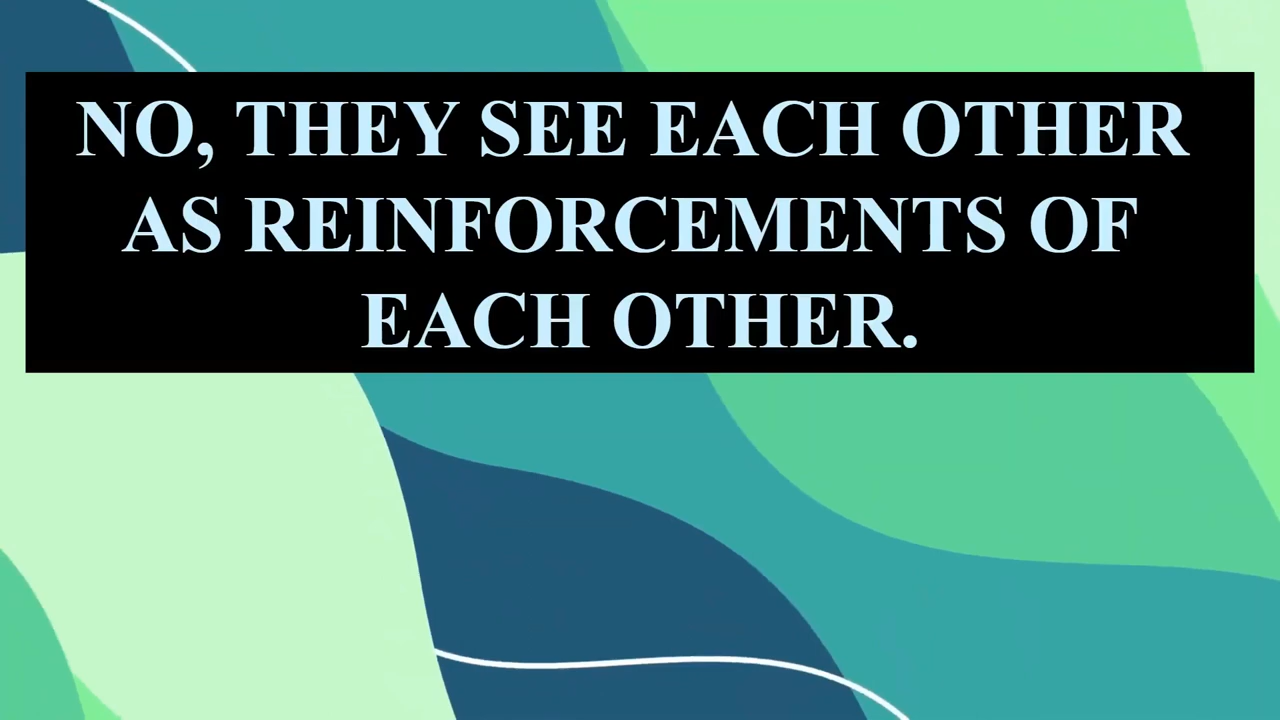 NO, THEY SEE EACH OTHER
AS REINFORCEMENTS OF
EACH OTHER.